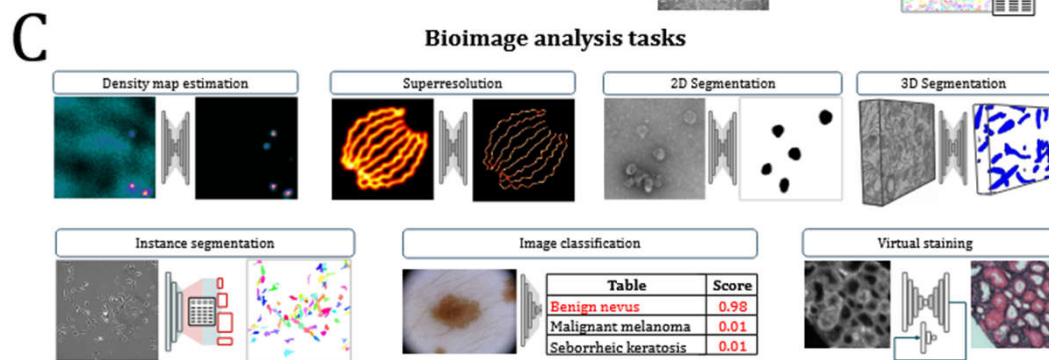 C
Bioimage analysis tasks
Density map estimation
Superresolution
2D Segmentation
3D Segmentation
Instance segmentation
Image classification
Virtual staining
Table Score
Benign nevus 0.98
Malignant melanoma 0.01
Seborrheic keratosis 0.01